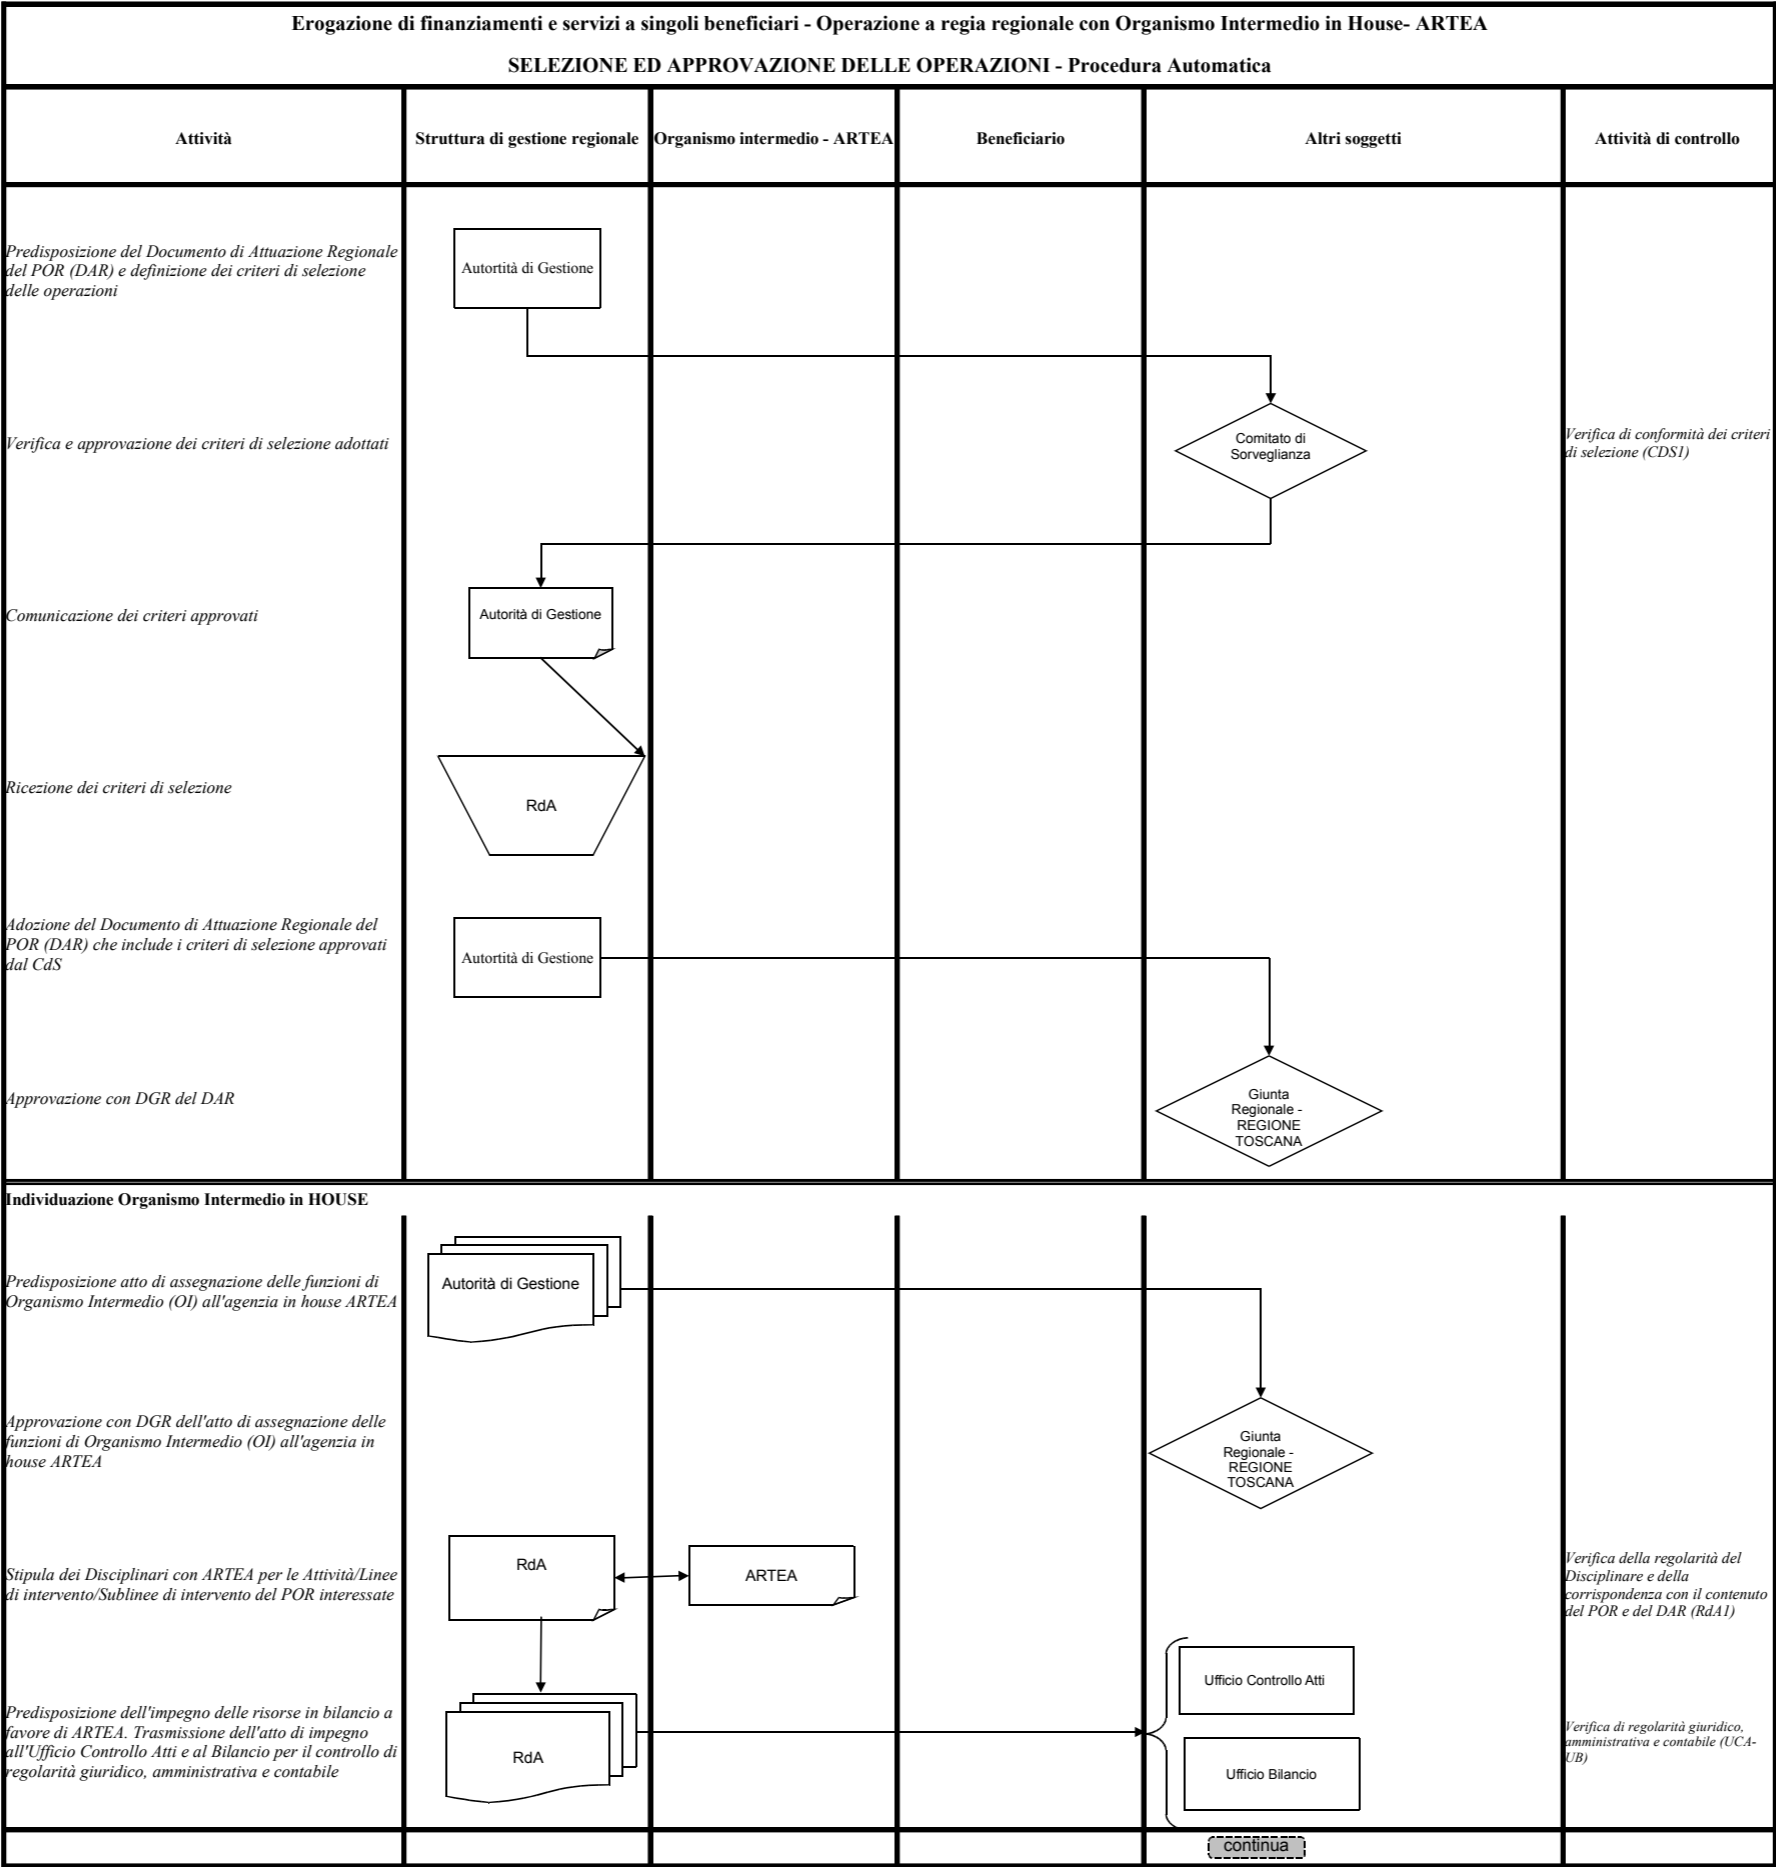 Erogazione di finanziamenti e servizi a singoli beneficiari - Operazione a regia regionale con Organismo Intermedio in House- ARTEA
SELEZIONE ED APPROVAZIONE DELLE OPERAZIONI - Procedura Automatica
Attività
Struttura di gestione regionale
Organismo intermedio - ARTEA
Beneficiario
Altri soggetti
Attività di controllo
Predisposizione del Documento di Attuazione Regionale
del POR (DAR) e definizione dei criteri di selezione
delle operazioni
Autortità di Gestione
Verifica e approvazione dei criteri di selezione adottati
Comitato di
Sorveglianza
Verifica di conformità dei criteri
di selezione (CDS1)
Comunicazione dei criteri approvati
Autorità di Gestione
Ricezione dei criteri di selezione
RdA
Adozione del Documento di Attuazione Regionale del
POR (DAR) che include i criteri di selezione approvati
dal CdS
Autortità di Gestione
Approvazione con DGR del DAR
Giunta
Regionale -
REGIONE
TOSCANA
Individuazione Organismo Intermedio in HOUSE
Predisposizione atto di assegnazione delle funzioni di
Organismo Intermedio (OI) all'agenzia in house ARTEA
Autorità di Gestione
Approvazione con DGR dell'atto di assegnazione delle
funzioni di Organismo Intermedio (OI) all'agenzia in
house ARTEA
Giunta
Regionale -
REGIONE
TOSCANA
Stipula dei Disciplinari con ARTEA per le Attività/Linee
di intervento/Sublinee di intervento del POR interessate
RdA
ARTEA
Verifica della regolarità del
Disciplinare e della
corrispondenza con il contenuto
del POR e del DAR (RdA1)
Predisposizione dell'impegno delle risorse in bilancio a
favore di ARTEA. Trasmissione dell'atto di impegno
all'Ufficio Controllo Atti e al Bilancio per il controllo di
regolarità giuridico, amministrativa e contabile
RdA
Ufficio Controllo Atti
Ufficio Bilancio
Verifica di regolarità giuridico,
amministrativa e contabile (UCA-
UB)
continua